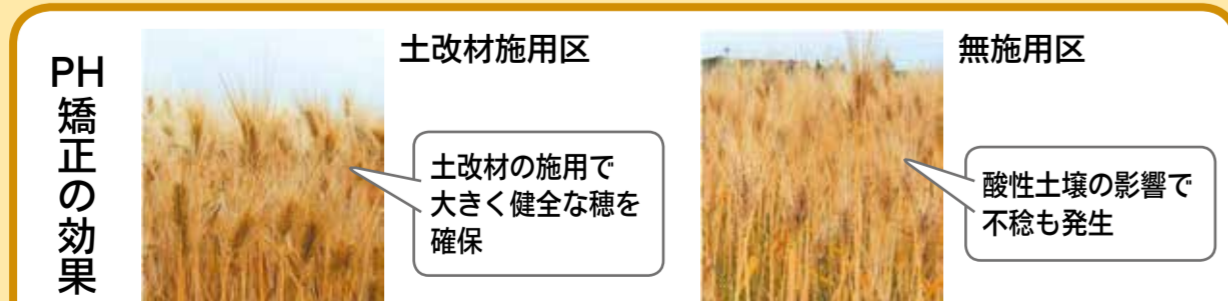 PH矯正の効果
土改材施用区
土改材の施用で
大きく健全な穂を
確保
無施用区
酸性土壌の影響で
不稔も発生